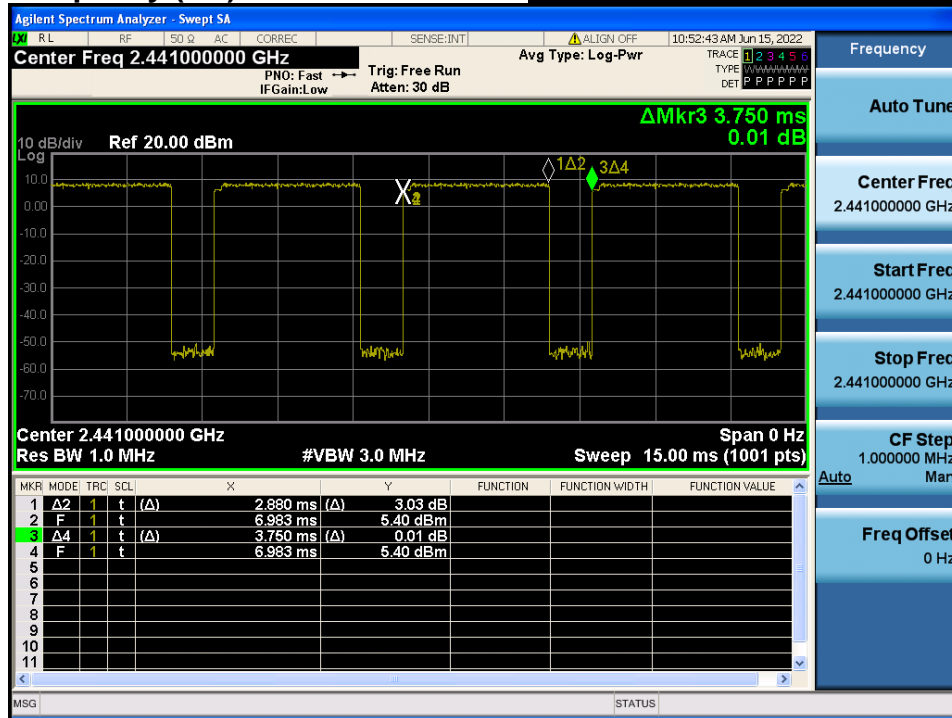 Agilent Spectrum Analyzer - Swept SA
LXI RL RF 50 Ω AC CORREC SENSE:INT ALIGN OFF 10:52:43 AM Jun 15, 2022
Center Freq 2.441000000 GHz
PNO: Fast
IFGain:Low
Trig: Free Run
Atten: 30 dB
Avg Type: Log-Pwr
TRACE 1 2 3 4 5 6
TYPE WWWWWW
DET P P P P P P
ΔMkr3 3.750 ms
0.01 dB
10 dB/div Ref 20.00 dBm
Log
1Δ2
3Δ4
10.0
0.00
-10.0
-20.0
-30.0
-40.0
-50.0
-60.0
-70.0
Center 2.441000000 GHz Span 0 Hz
Res BW 1.0 MHz #VBW 3.0 MHz Sweep 15.00 ms (1001 pts)
MKR MODE TRC SCL X Y FUNCTION FUNCTION WIDTH FUNCTION VALUE
1 Δ2 1 t (Δ) 2.880 ms (Δ) 3.03 dB
2 F 1 t 6.983 ms 5.40 dBm
3 Δ4 1 t (Δ) 3.750 ms (Δ) 0.01 dB
4 F 1 t 6.983 ms 5.40 dBm
5
6
7
8
9
10
11
MSG STATUS
Frequency
Auto Tune
Center Freq
2.441000000 GHz
Start Freq
2.441000000 GHz
Stop Freq
2.441000000 GHz
CF Step
1.000000 MHz
Auto Man
Freq Offset
0 Hz